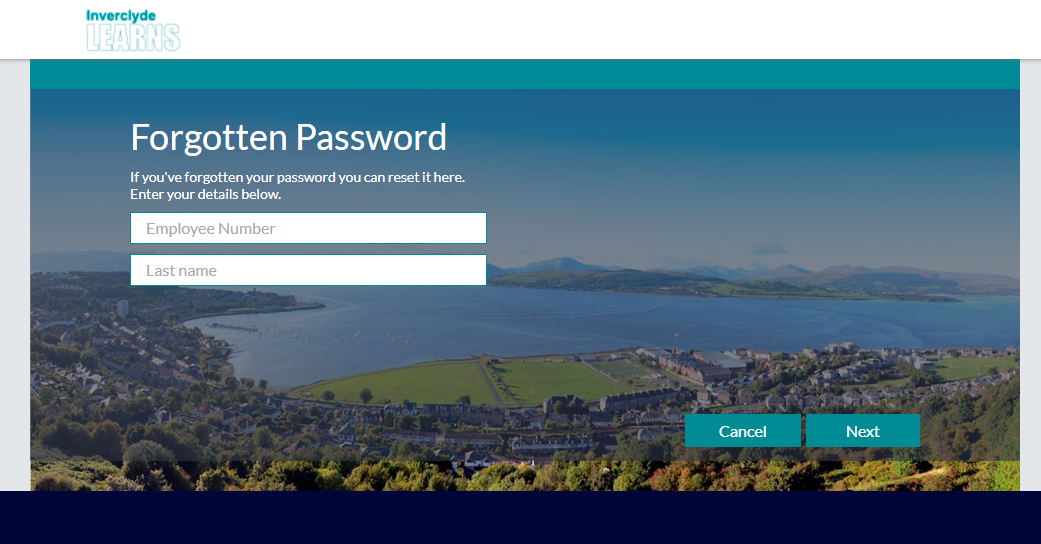 Inverclyde
LEARNS
Forgotten Password
If you've forgotten your password you can reset it here.
Enter your details below.
Employee Number
Last name
Cancel
Next